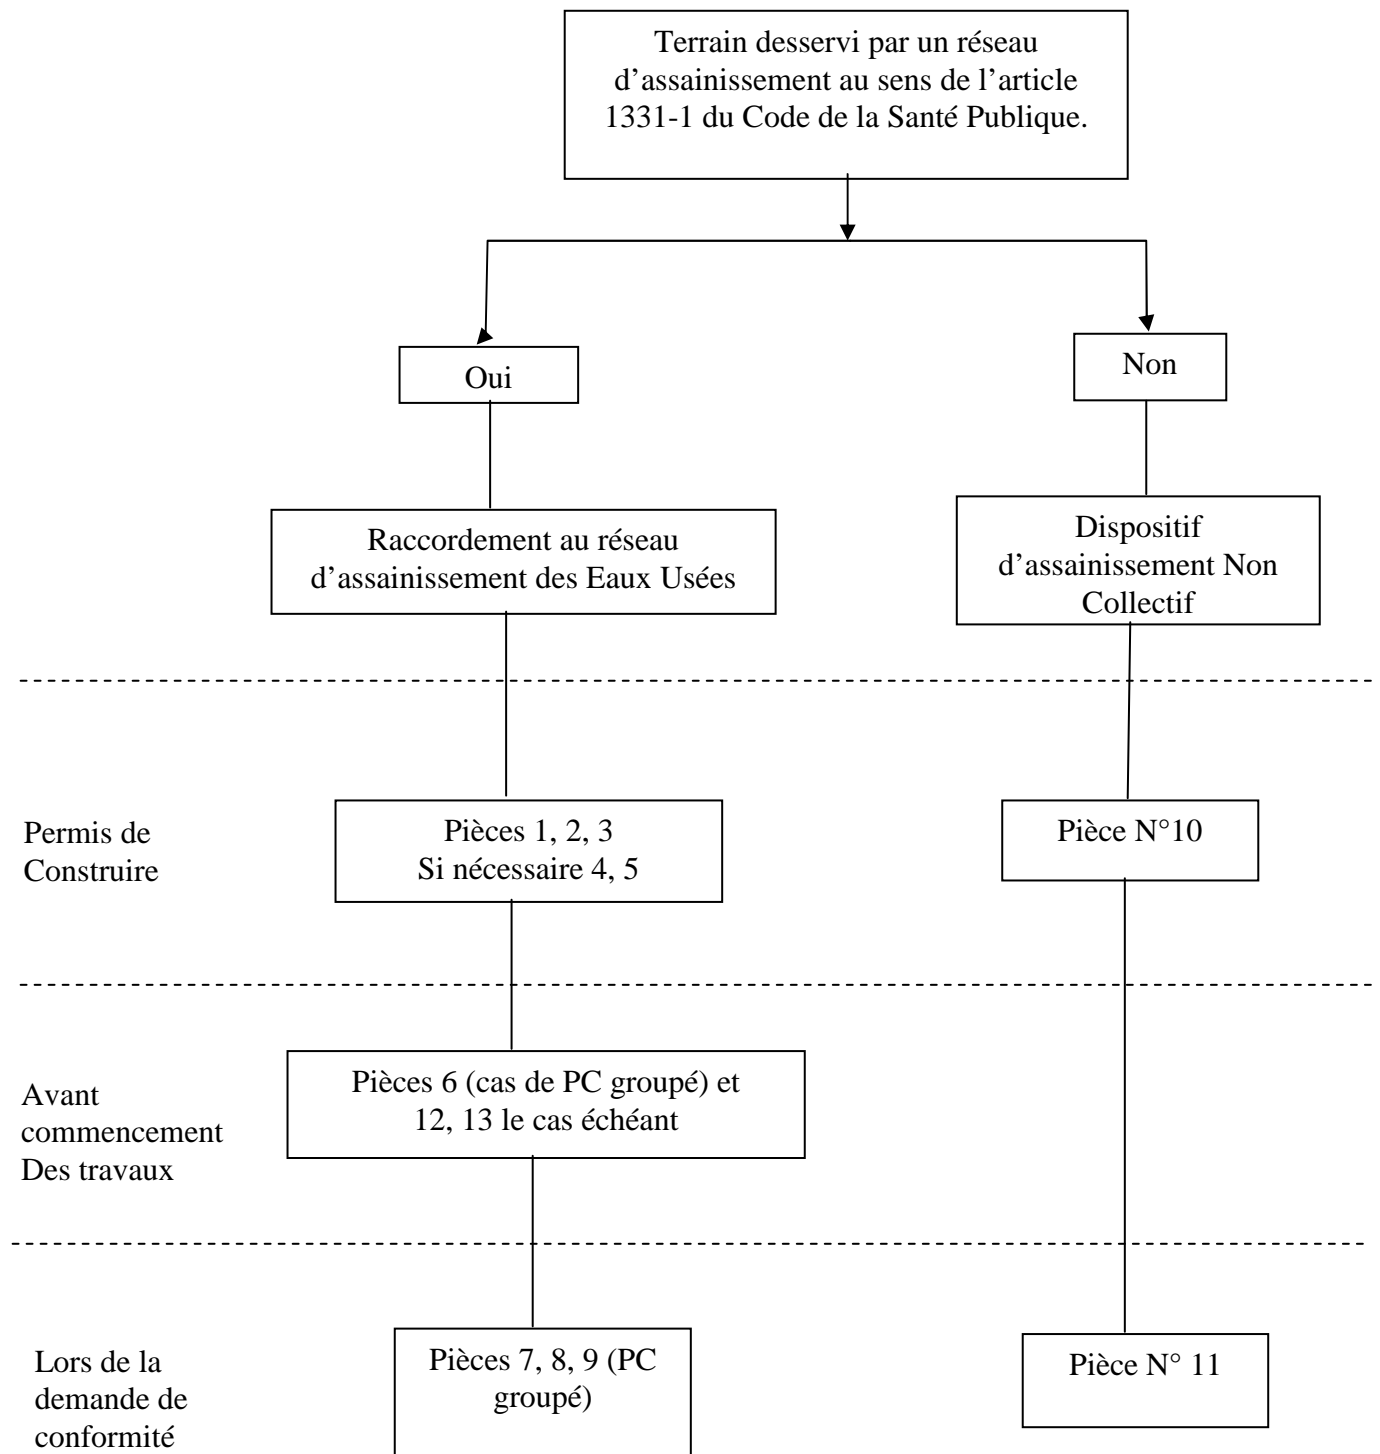 Terrain desservi par un réseau
d’assainissement au sens de l’article
1331-1 du Code de la Santé Publique.
Oui
Non
Raccordement au réseau
d’assainissement des Eaux Usées
Dispositif
d’assainissement Non
Collectif
Permis de
Construire
Pièces 1, 2, 3
Si nécessaire 4, 5
Pièce N°10
Avant
commencement
Des travaux
Pièces 6 (cas de PC groupé) et
12, 13 le cas échéant
Lors de la
demande de
conformité
Pièces 7, 8, 9 (PC
groupé)
Pièce N° 11